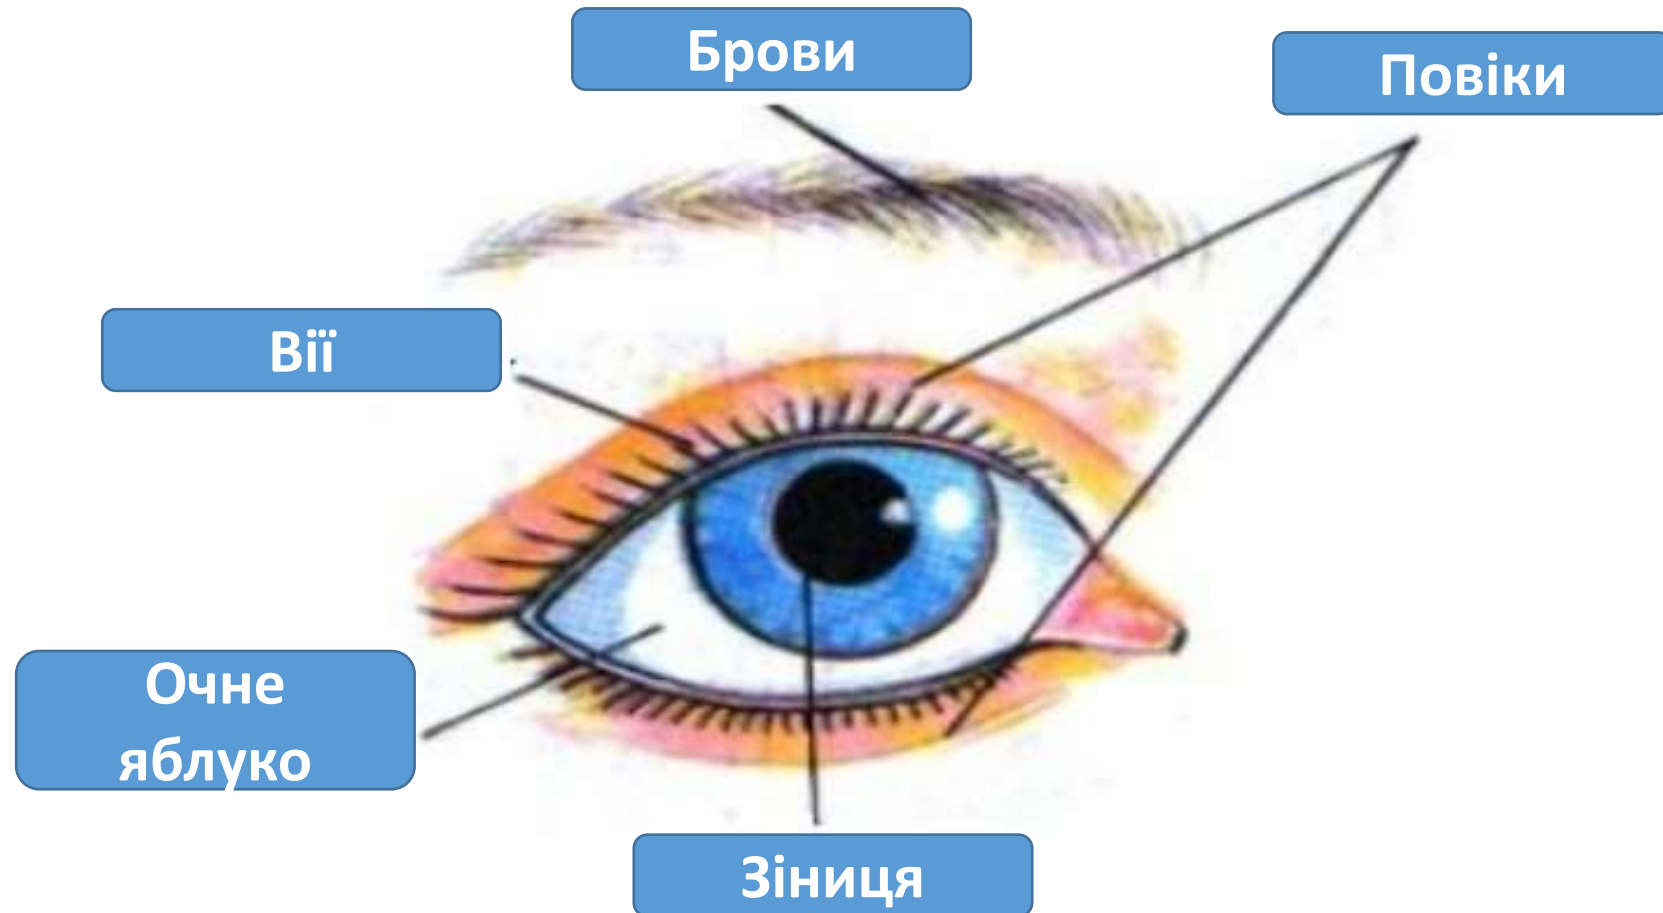 Брови
Повіки
Вії
Очне
яблуко
Зіниця